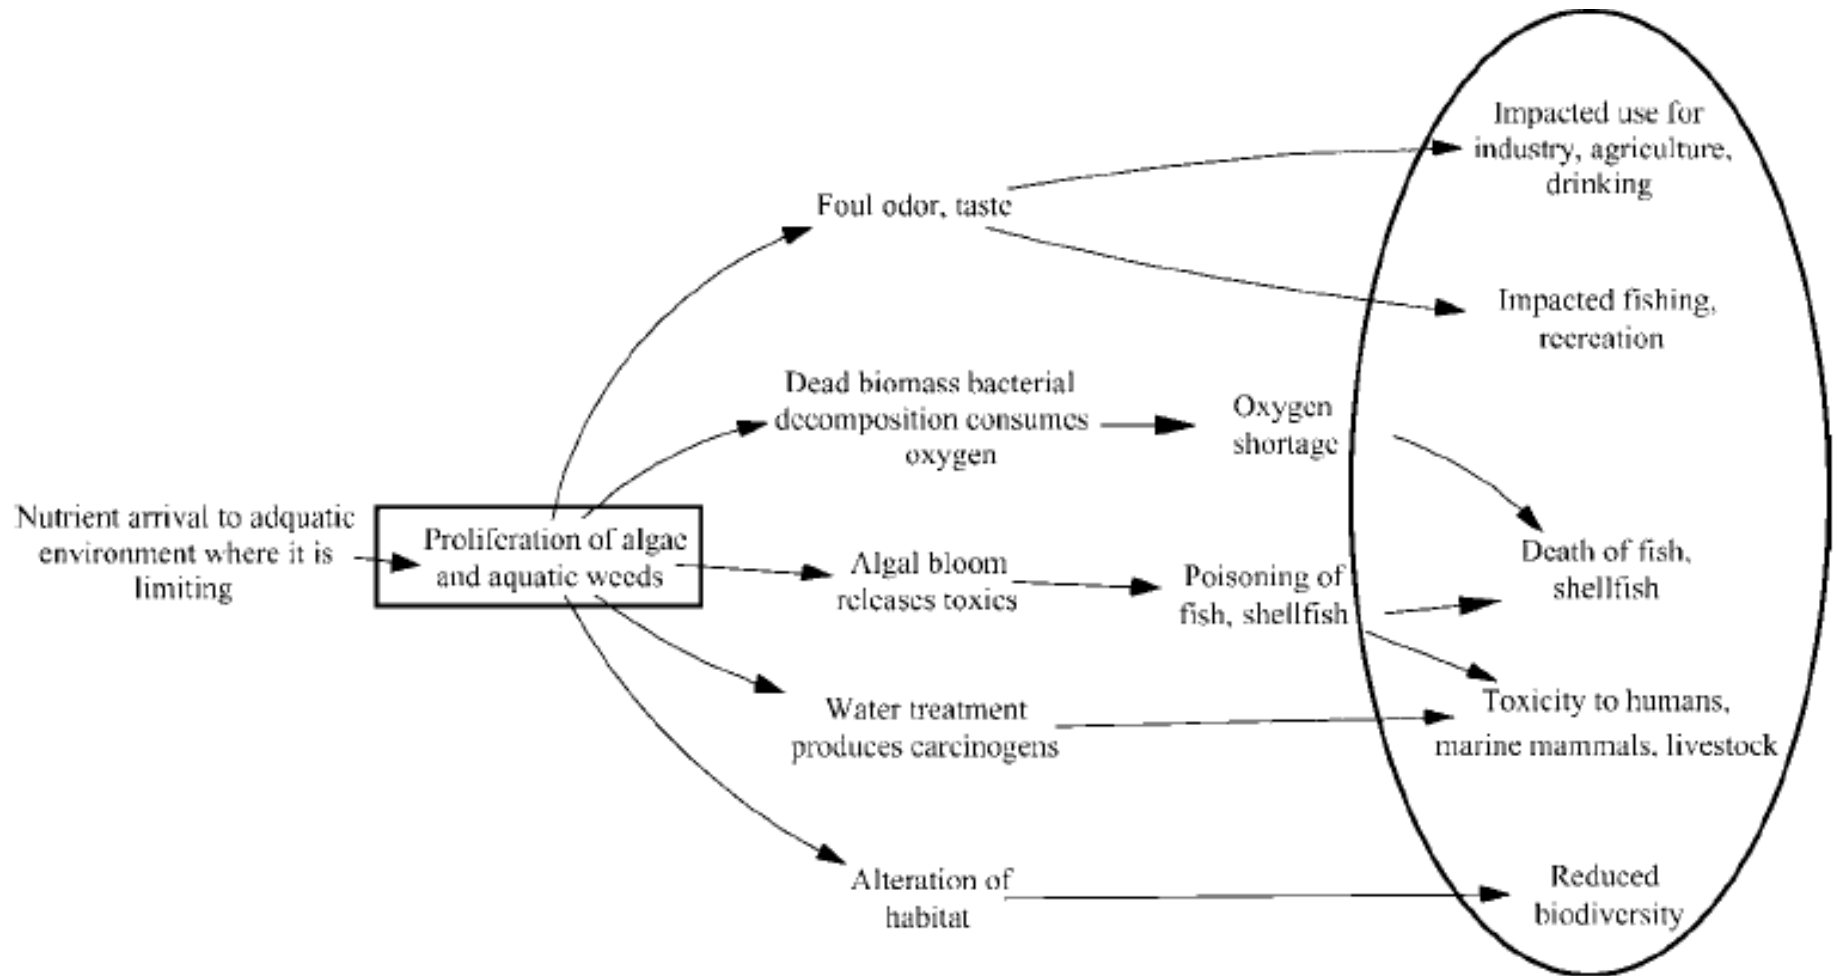 Impacted use for
industry, agriculture,
drinking
Foul odor, taste
Impacted fishing,
recreation
Dead biomass bacterial
decomposition consumes
oxygen
Oxygen
shortage
Nutrient arrival to adquatic
environment where it is
limiting
Proliferation of algae
and aquatic weeds
Algal bloom
releases toxics
Poisoning of
fish, shellfish
Death of fish,
shellfish
Water treatment
produces carcinogens
Toxicity to humans,
marine mammals, livestock
Alteration of
habitat
Reduced
biodiversity